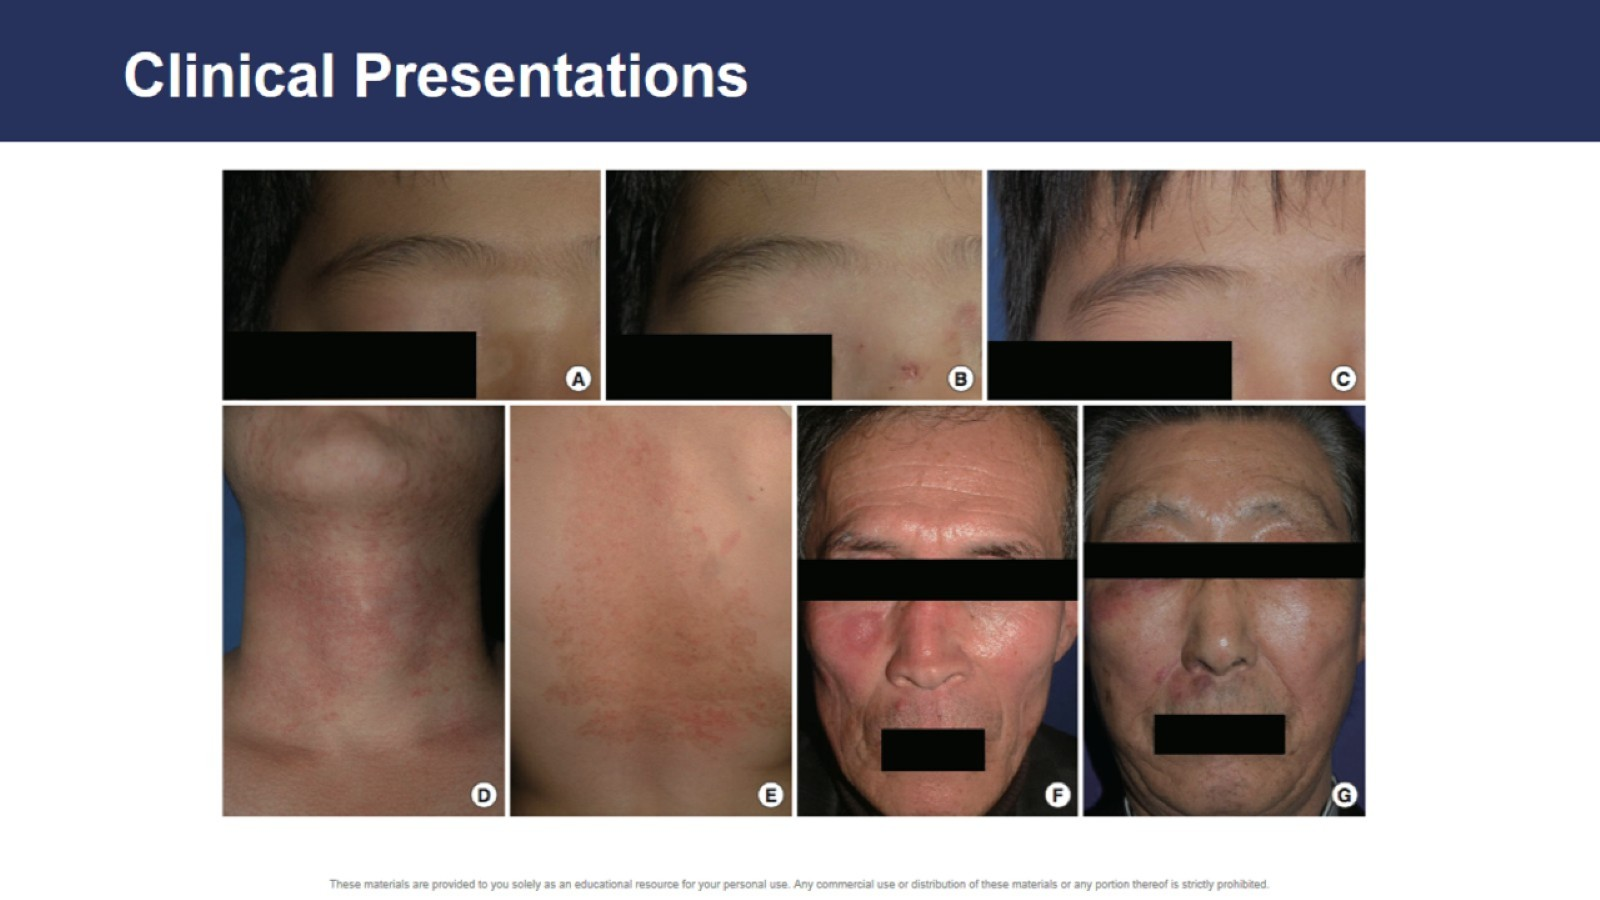 Clinical Presentations
A
B
C
D
E
F
G
These materials are provided to you solely as an educational resource for your personal use. Any commercial use or distribution of these materials or any portion thereof is strictly prohibited.